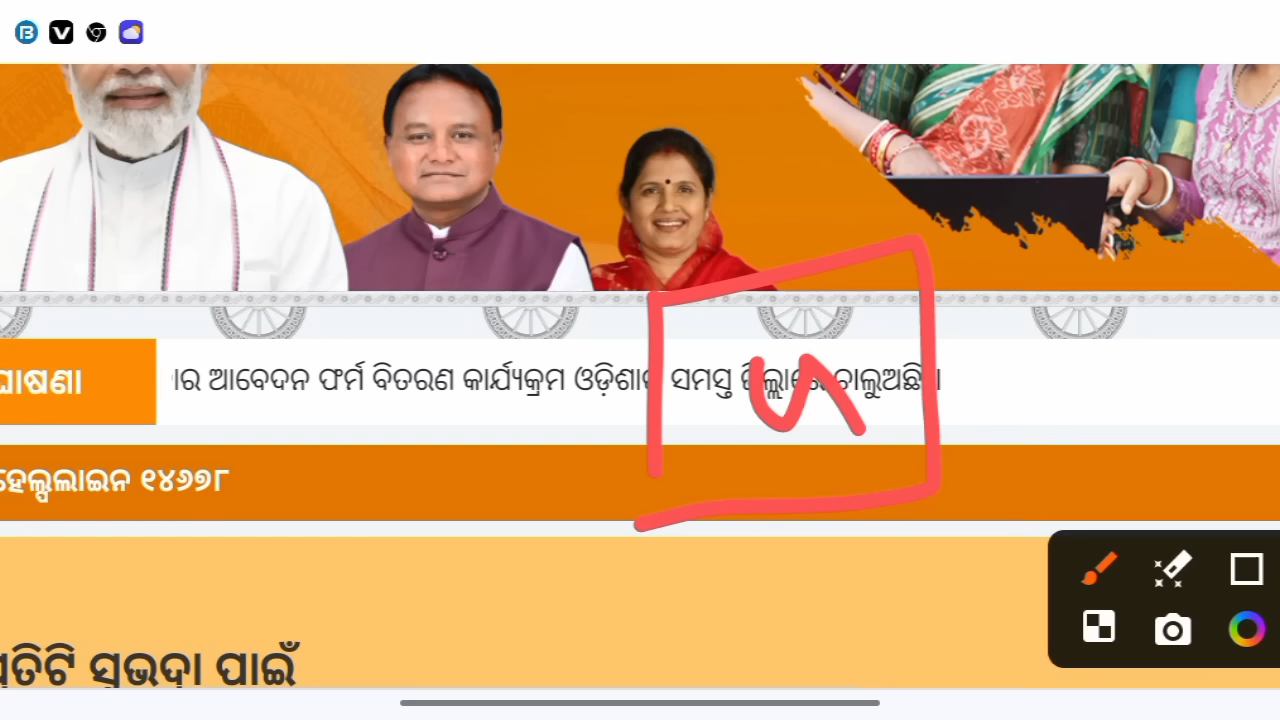 ଘୋଷଣା
ାର ଆବେଦନ ଫର୍ମ ବିତରଣ କାର୍ଯ୍ୟକ୍ରମ ଓଡ଼ିଶାର ସମସ୍ତ ଜିଲ୍ଲାରେ ଚାଲୁଅଛି ।
ହେଲ୍ପଲାଇନ ୧୪୬୭୮
ପ୍ରତିଟି ସୁଭଦ୍ରା ପାଇଁ